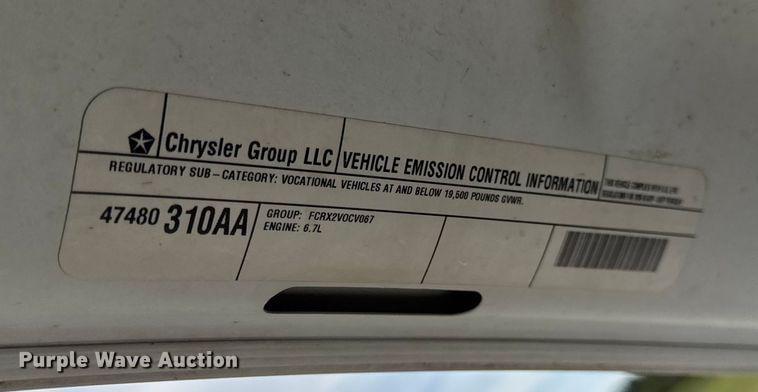 Chrysler Group LLC
VEHICLE EMISSION CONTROL INFORMATION
REGULATORY SUB-CATEGORY: VOCATIONAL VEHICLES AT AND BELOW 19,500 POUNDS GVWR.
47480 310AA
GROUP: FCRX2VOCV067
ENGINE: 6.7L
Purple Wave Auction